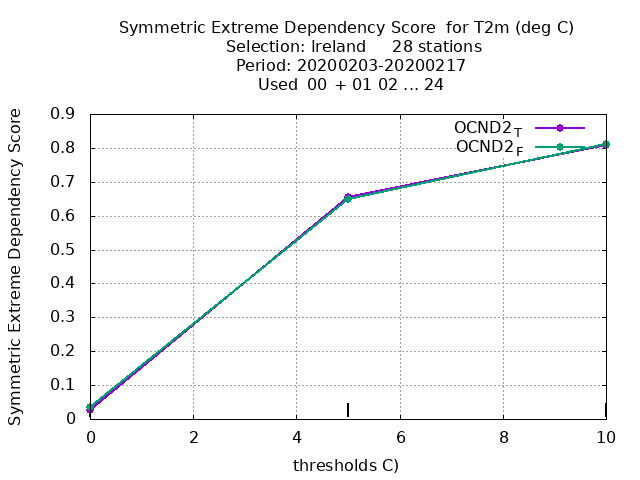 Symmetric Extreme Dependency Score  for T2m (deg C)
Selection: Ireland     28 stations
Period: 20200203-20200217
Used  00 + 01 02 ... 24
Symmetric Extreme Dependency Score
0.9
0.8
0.7
0.6
0.5
0.4
0.3
0.2
0.1
0
OCND2T
OCND2F
0 2 4 6 8 10
thresholds C)